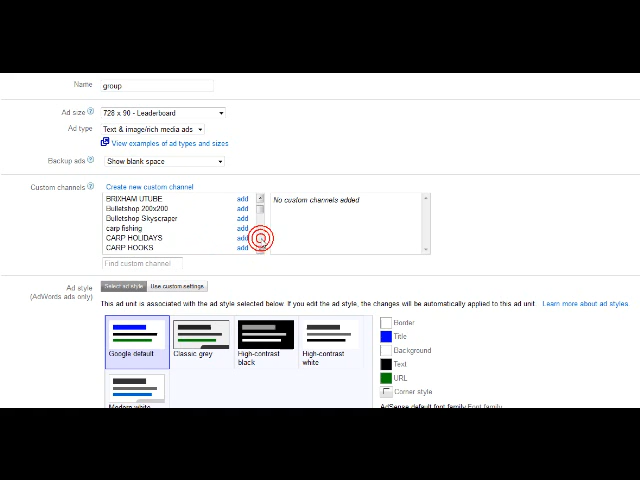 Name group
Ad size 728 x 90 - Leaderboard
Ad type Text & image/rich media ads
View examples of ad types and sizes
Backup ads Show blank space
Custom channels Create new custom channel
BRIXHAM UTUBE add
Bulletshop 200x200 add
Bulletshop Skyscraper add
carp fishing add
CARP HOLIDAYS add
CARP HOOKS add
No custom channels added
Find custom channel
Ad style
(AdWords ads only)
Select ad style Use custom settings
This ad unit is associated with the ad style selected below. If you edit the ad style, the changes will be automatically applied to this ad unit. Learn more about ad styles
Google default
Classic grey
High-contrast black
High-contrast white
Modern white
Border
Title
Background
Text
URL
Corner style
AdSense default font family Font family